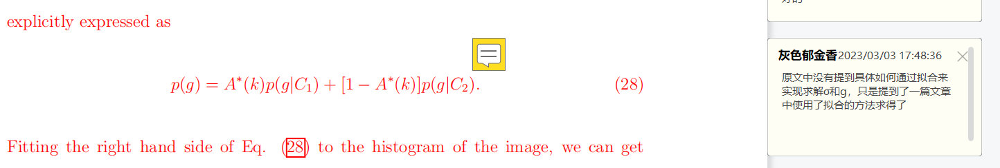 explicitly expressed as
p(g) = A*(k)p(g|C₁) + [1 − A*(k)]p(g|C₂). (28)
Fitting the right hand side of Eq. (28) to the histogram of the image, we can get
灰色郁金香2023/03/03 17:48:36
原文中没有提到具体如何通过拟合来
实现求解σ和g，只是提到了一篇文章
中使用了拟合的方法求得了